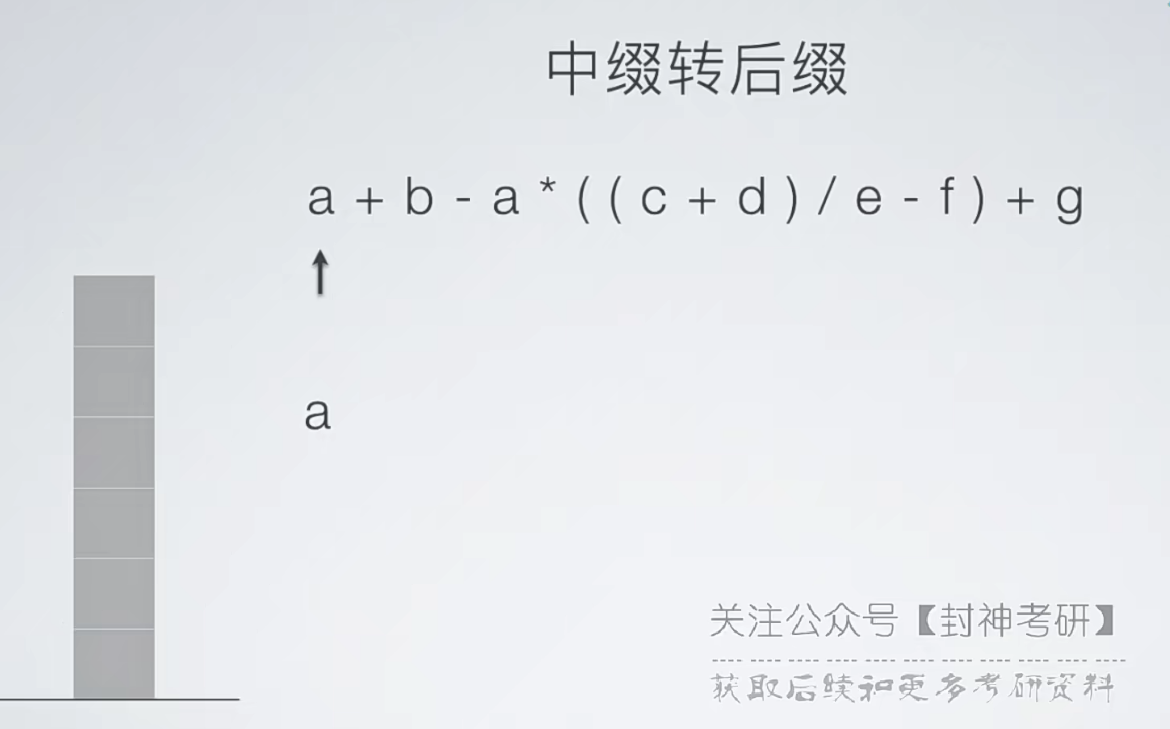 中缀转后缀
a + b - a * ( ( c + d ) / e - f ) + g
a
关注公众号【封神考研】
获取后续和更多考研资料